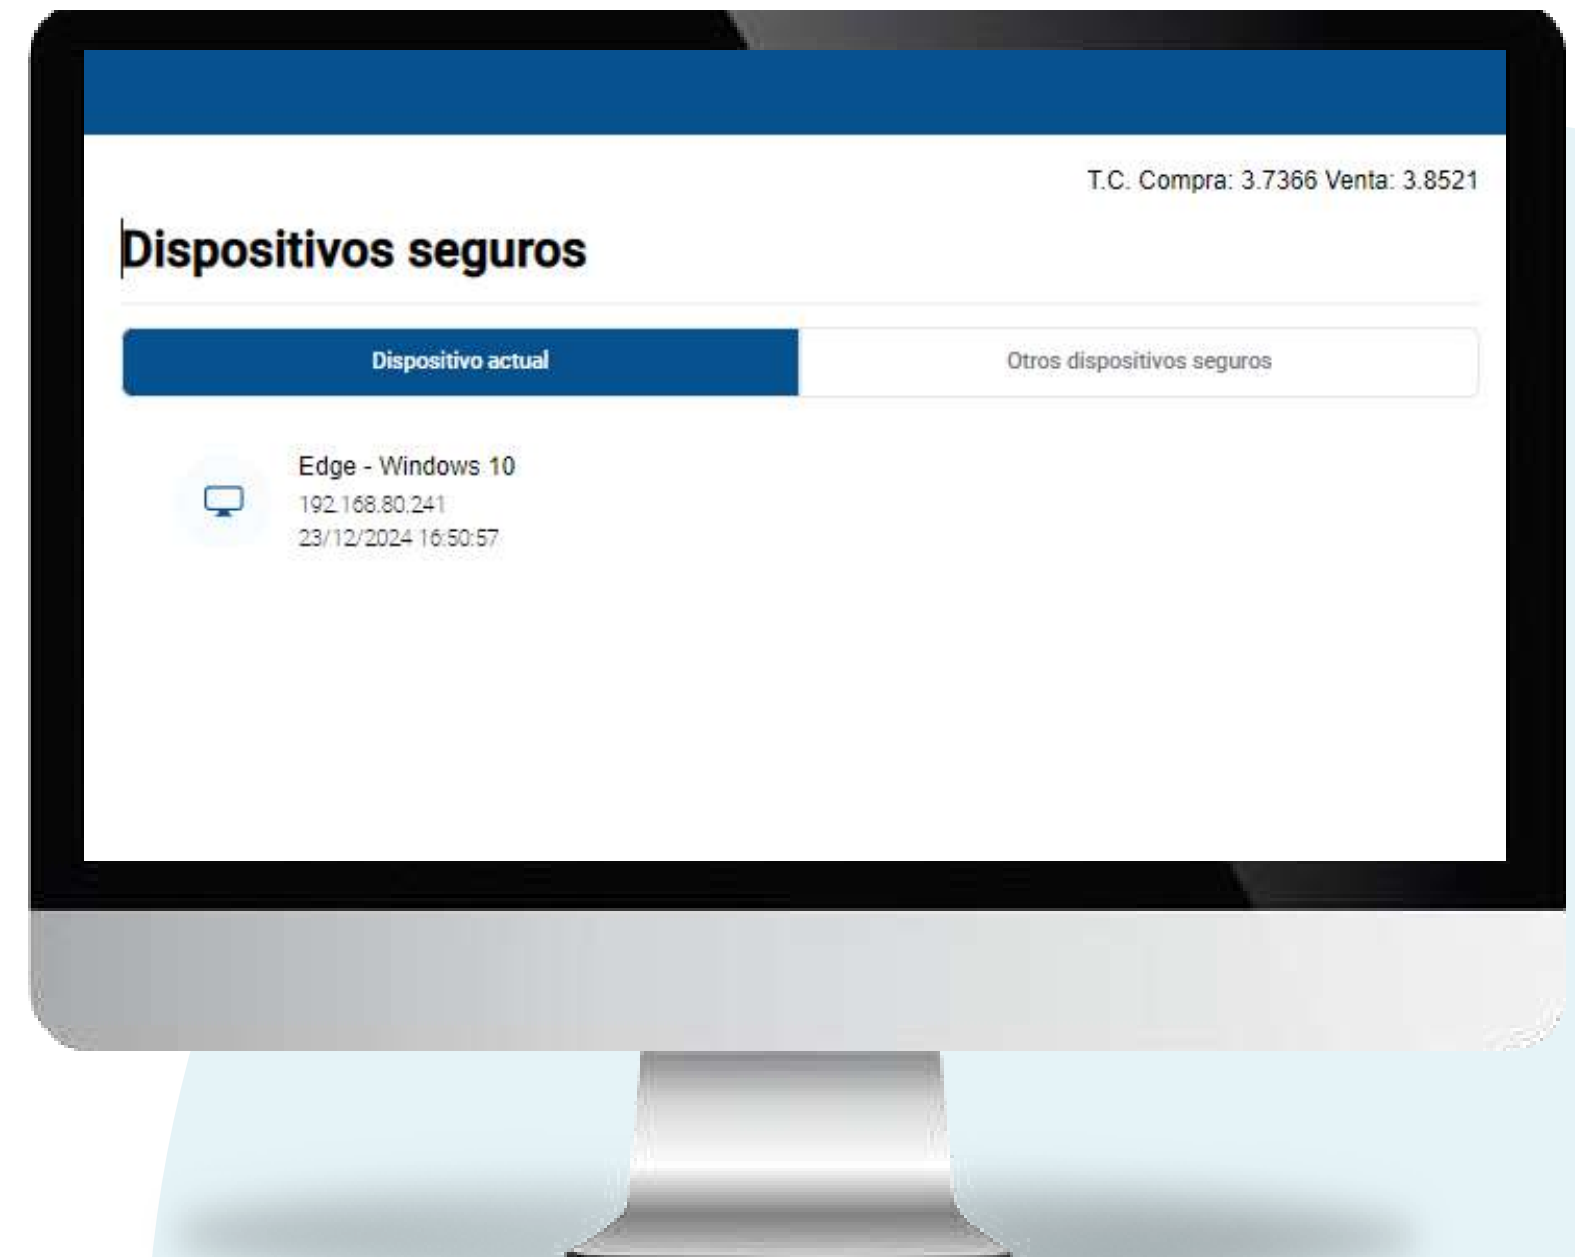 T.C. Compra: 3.7366 Venta: 3.8521
Dispositivos seguros
Dispositivo actual
Otros dispositivos seguros
Edge - Windows 10
192.168.80.241
23/12/2024 16:50:57